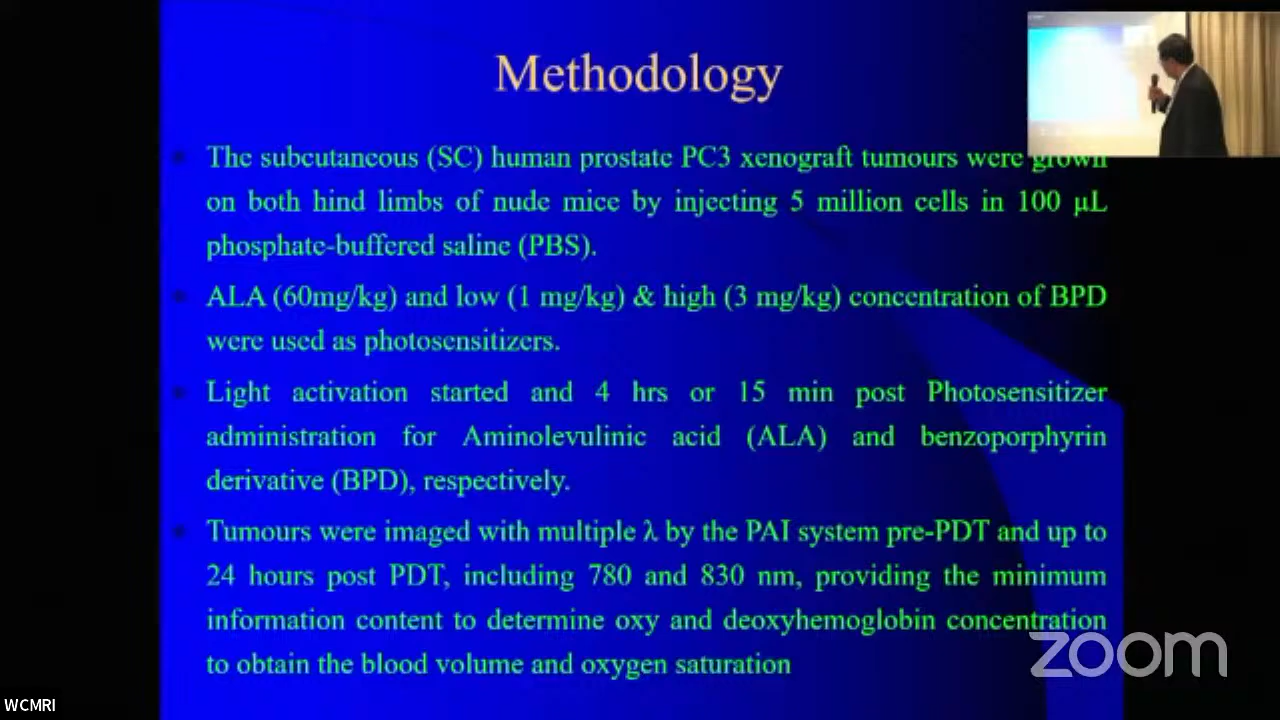 Methodology
The subcutaneous (SC) human prostate PC3 xenograft tumours were grown
on both hind limbs of nude mice by injecting 5 million cells in 100 μL
phosphate-buffered saline (PBS).
ALA (60mg/kg) and low (1 mg/kg) & high (3 mg/kg) concentration of BPD
were used as photosensitizers.
Light activation started and 4 hrs or 15 min post Photosensitizer
administration for Aminolevulinic acid (ALA) and benzoporphyrin
derivative (BPD), respectively.
Tumours were imaged with multiple λ by the PAI system pre-PDT and up to
24 hours post PDT, including 780 and 830 nm, providing the minimum
information content to determine oxy and deoxyhemoglobin concentration
to obtain the blood volume and oxygen saturation
zoom
WCMRI